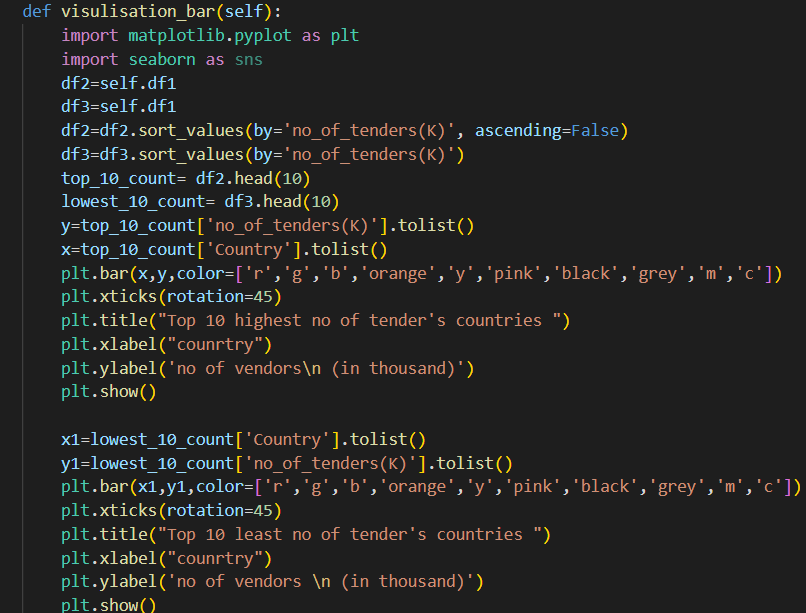 def visulisation_bar(self):
    import matplotlib.pyplot as plt
    import seaborn as sns
    df2=self.df1
    df3=self.df1
    df2=df2.sort_values(by='no_of_tenders(K)', ascending=False)
    df3=df3.sort_values(by='no_of_tenders(K)')
    top_10_count= df2.head(10)
    lowest_10_count= df3.head(10)
    y=top_10_count['no_of_tenders(K)'].tolist()
    x=top_10_count['Country'].tolist()
    plt.bar(x,y,color=['r','g','b','orange','y','pink','black','grey','m','c'])
    plt.xticks(rotation=45)
    plt.title("Top 10 highest no of tender's countries ")
    plt.xlabel("counrtry")
    plt.ylabel('no of vendors\n (in thousand)')
    plt.show()

    x1=lowest_10_count['Country'].tolist()
    y1=lowest_10_count['no_of_tenders(K)'].tolist()
    plt.bar(x1,y1,color=['r','g','b','orange','y','pink','black','grey','m','c'])
    plt.xticks(rotation=45)
    plt.title("Top 10 least no of tender's countries ")
    plt.xlabel("counrtry")
    plt.ylabel('no of vendors \n (in thousand)')
    plt.show()